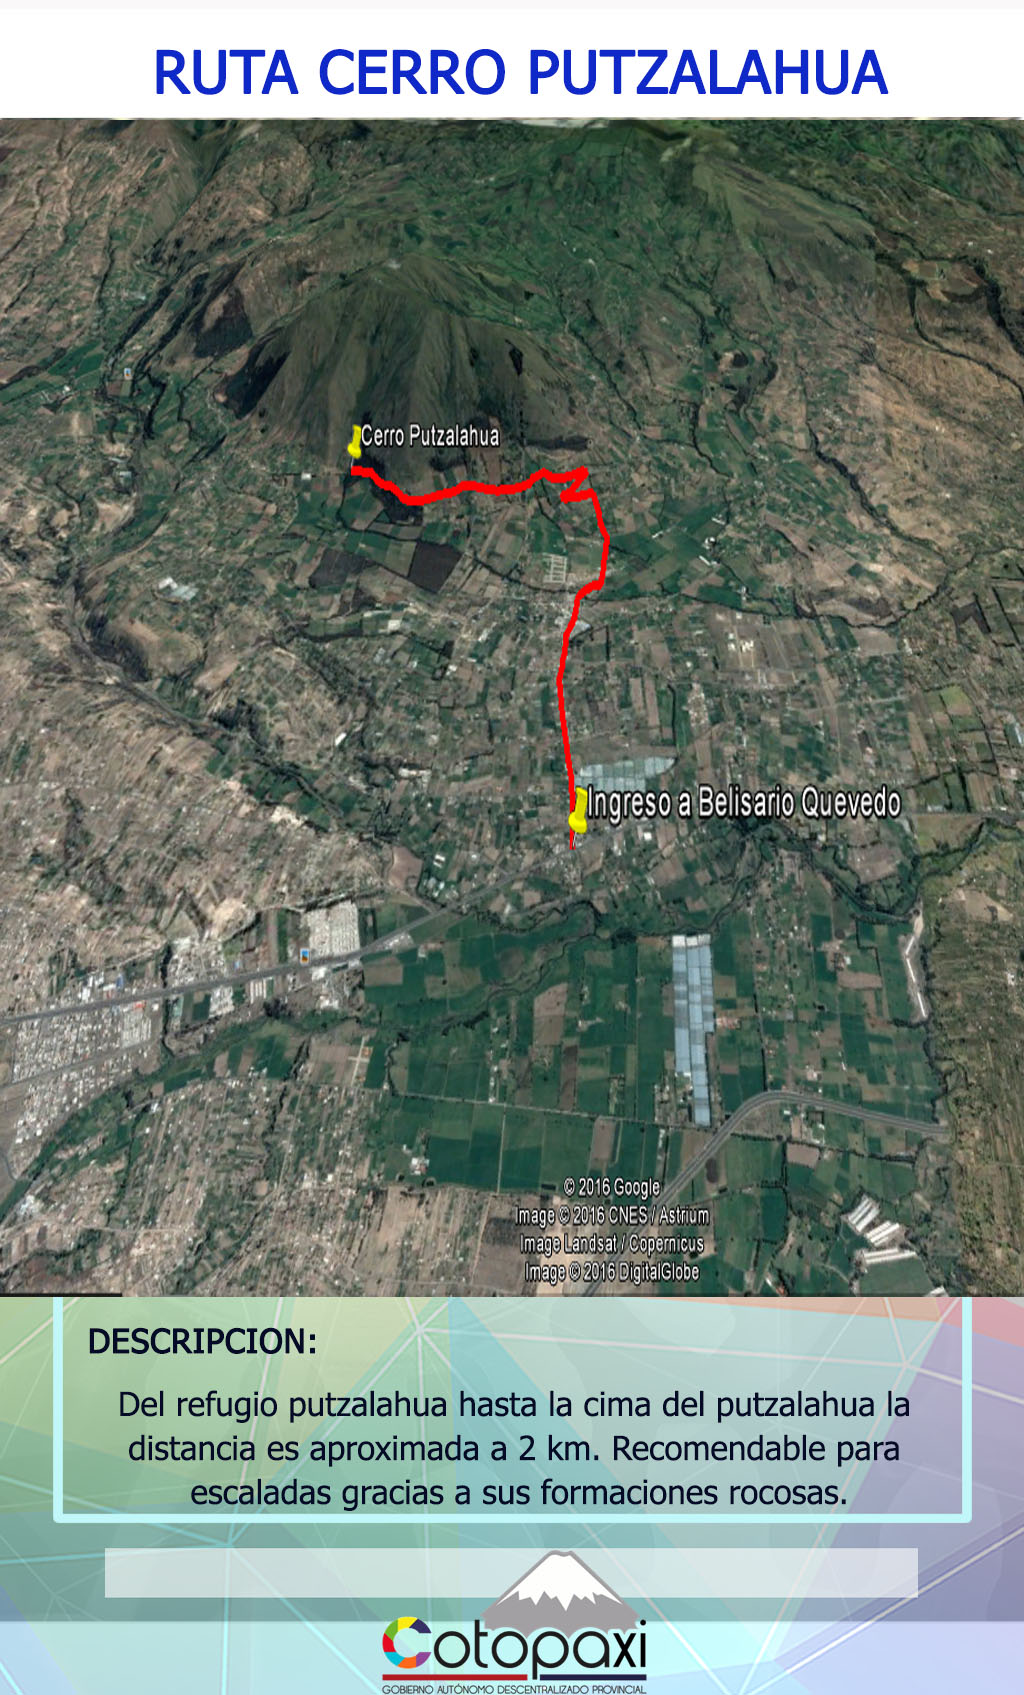 RUTA CERRO PUTZALAHUA
Cerro Putzalahua
Ingreso a Belisario Quevedo
© 2016 Google
Image © 2016 CNES / Astrium
Image Landsat / Copernicus
Image © 2016 DigitalGlobe
DESCRIPCION:
Del refugio putzalahua hasta la cima del putzalahua la
distancia es aproximada a 2 km. Recomendable para
escaladas gracias a sus formaciones rocosas.
Cotopaxi
GOBIERNO AUTÓNOMO DESCENTRALIZADO PROVINCIAL